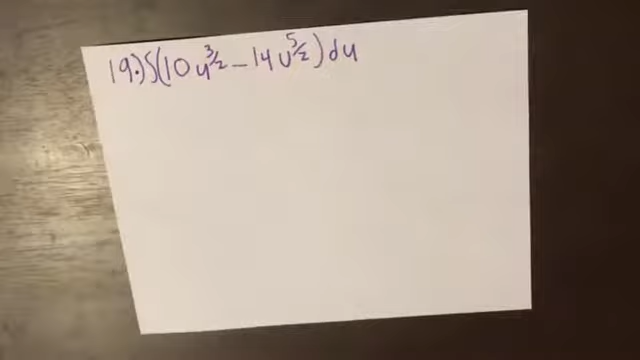 19.) ∫(10u^3/2 − 14u^5/2) du